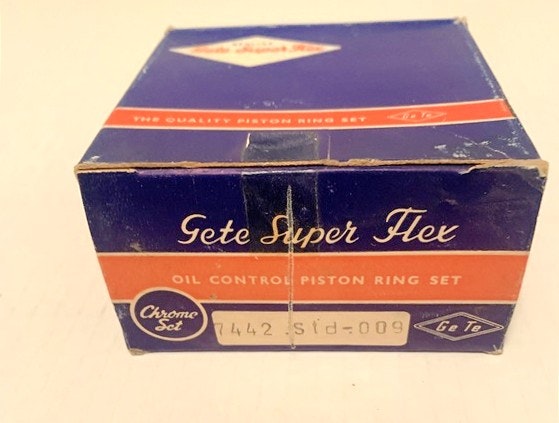 Gete Super Flex
THE QUALITY PISTON RING SET
Ge Te
Gete Super Flex
OIL CONTROL PISTON RING SET
Chrome
Set
7442 Std-009
Ge Te